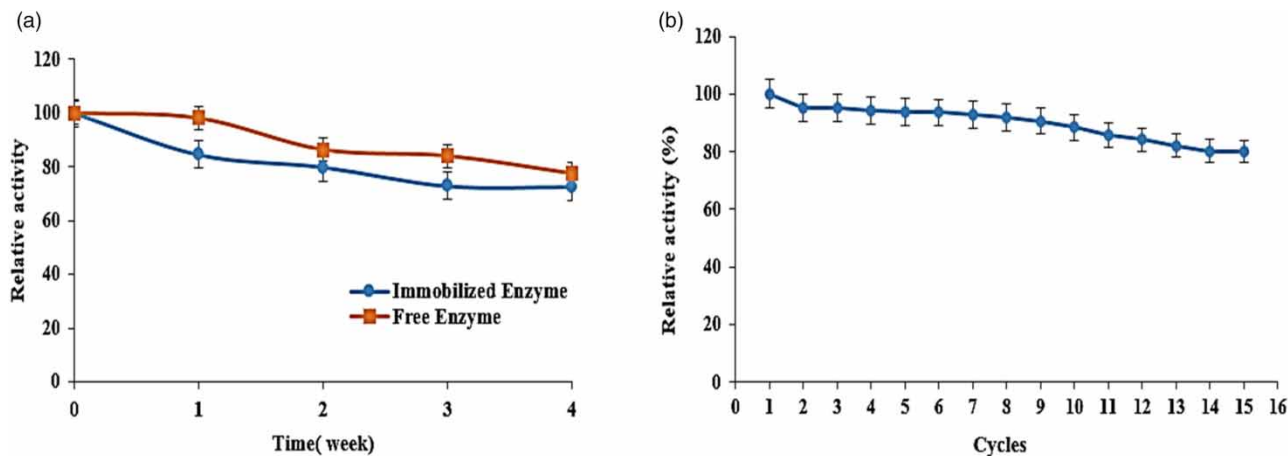 (a)
120
100
80
60
40
20
0
Relative activity
Immobilized Enzyme
Free Enzyme
0 1 2 3 4
Time( week)
(b)
120
100
80
60
40
20
0
Relative activity (%)
0 1 2 3 4 5 6 7 8 9 10 11 12 13 14 15 16
Cycles